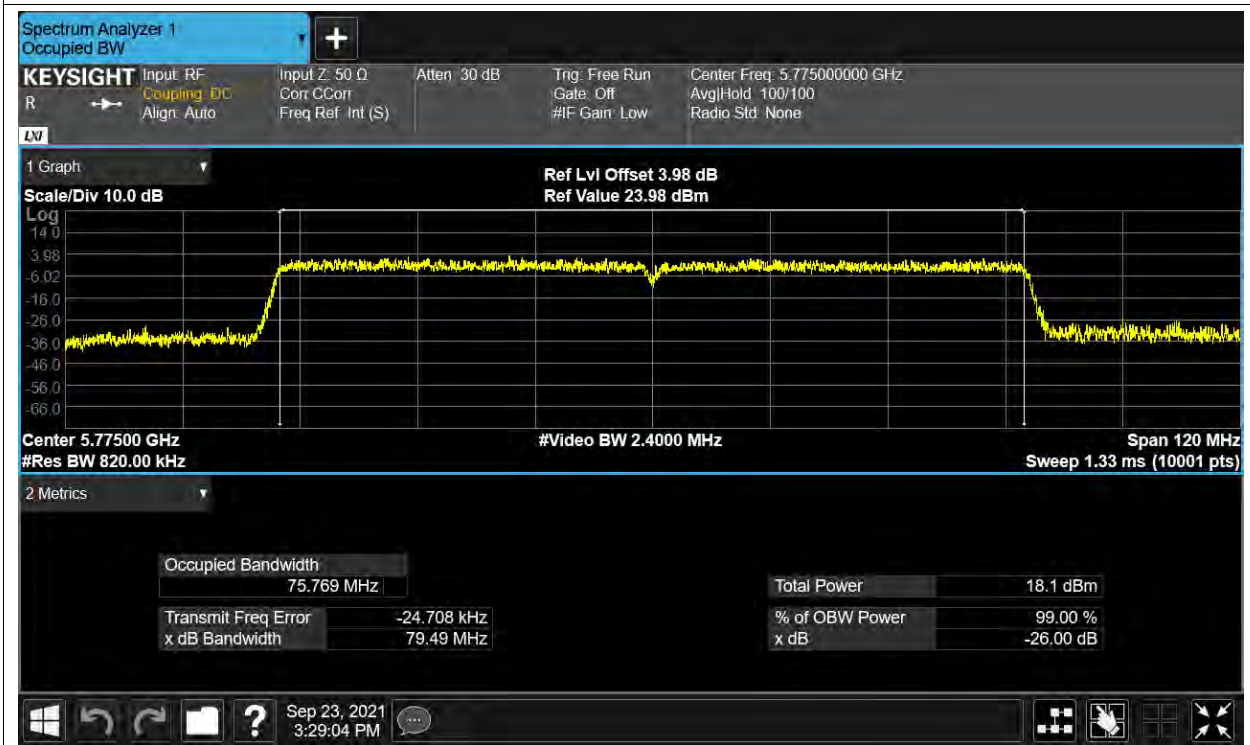 Spectrum Analyzer 1
Occupied BW
KEYSIGHT
R
LXI
Input: RF
Coupling: DC
Align: Auto
Input Z: 50 Ω
Corr CCorr
Freq Ref: Int (S)
Atten: 30 dB
Trig: Free Run
Gate: Off
#IF Gain: Low
Center Freq: 5.775000000 GHz
Avg|Hold: 100/100
Radio Std: None
1 Graph
Scale/Div 10.0 dB
Ref Lvl Offset 3.98 dB
Ref Value 23.98 dBm
Log
14.0
3.98
-6.02
-16.0
-26.0
-36.0
-46.0
-56.0
-66.0
Center 5.77500 GHz
#Res BW 820.00 kHz
#Video BW 2.4000 MHz
Span 120 MHz
Sweep 1.33 ms (10001 pts)
2 Metrics
Occupied Bandwidth
75.769 MHz
Transmit Freq Error -24.708 kHz
x dB Bandwidth 79.49 MHz
Total Power 18.1 dBm
% of OBW Power 99.00 %
x dB -26.00 dB
?
Sep 23, 2021
3:29:04 PM